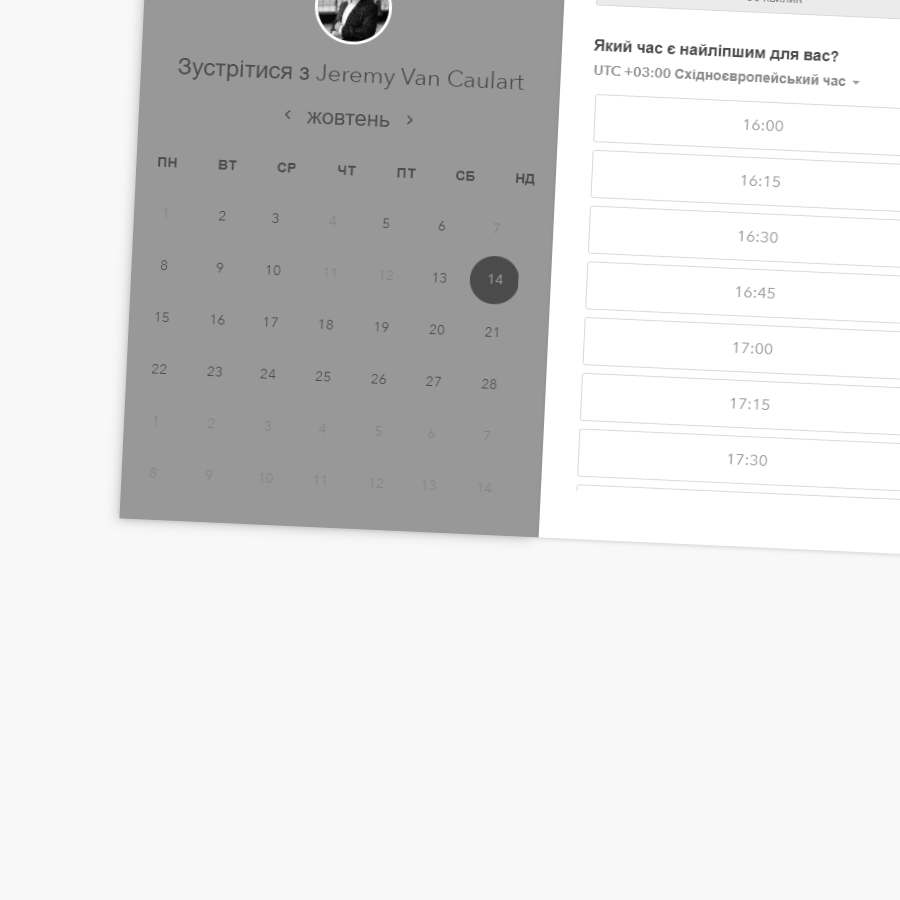 Зустрітися з Jeremy Van Caulart
‹ жовтень ›
ПН ВТ СР ЧТ ПТ СБ НД
1 2 3 4 5 6 7
8 9 10 11 12 13 14
15 16 17 18 19 20 21
22 23 24 25 26 27 28
1 2 3 4 5 6 7
8 9 10 11 12 13 14
Який час є найліпшим для вас?
UTC +03:00 Східноєвропейський час
16:00
16:15
16:30
16:45
17:00
17:15
17:30